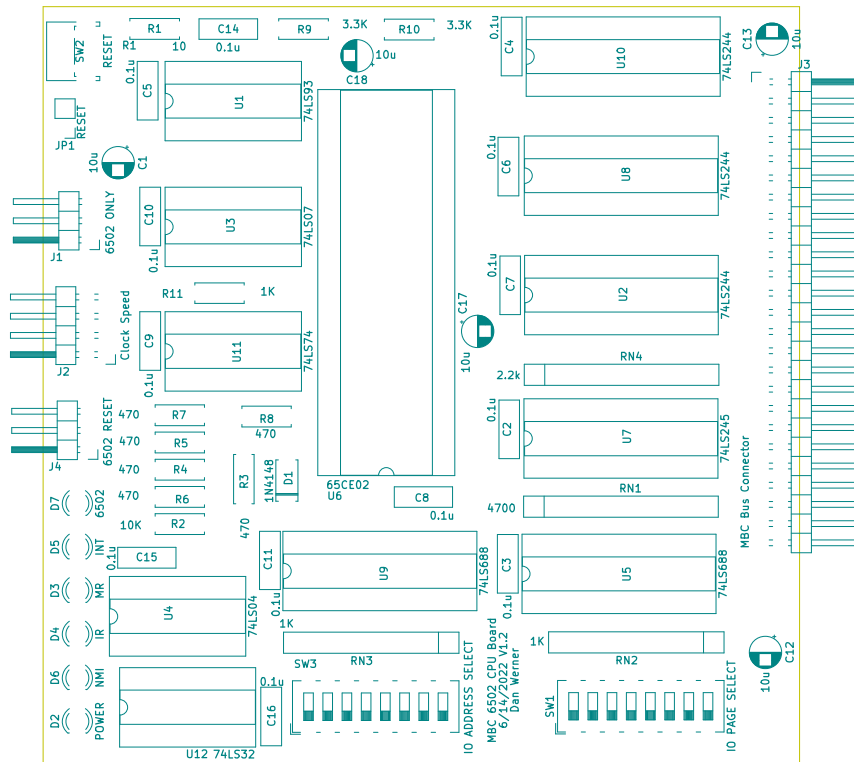 SW2
RESET
R1
R1
10
C14
0.1u
R9
3.3K
R10
3.3K
10u
C18
0.1u
C4
U10
74LS244
C13
10u
J3
0.1u
C5
U1
74LS93
JP1
RESET
10u
C1
0.1u
C6
U8
74LS244
J1
6502 ONLY
C10
0.1u
U3
74LS07
R11
1K
C7
0.1u
U2
74LS244
J2
Clock Speed
C9
0.1u
U11
74LS74
C17
10u
RN4
2.2k
J4
6502 RESET
470
R7
R8
470
470
R5
470
R4
470
R6
10K
R2
R3
470
1N4148
D1
65CE02
U6
C8
0.1u
0.1u
C2
U7
74LS245
RN1
4700
MBC Bus Connector
D7
6502
D5
INT
D3
MR
D4
IR
D6
NMI
D2
POWER
0.1u
C15
U4
74LS04
C11
0.1u
U9
74LS688
C3
0.1u
U5
74LS688
1K
RN3
1K
RN2
C12
10u
U12 74LS32
0.1u
C16
SW3
IO ADDRESS SELECT
MBC 6502 CPU Board
6/14/2022 V1.2
Dan Werner
SW1
IO PAGE SELECT